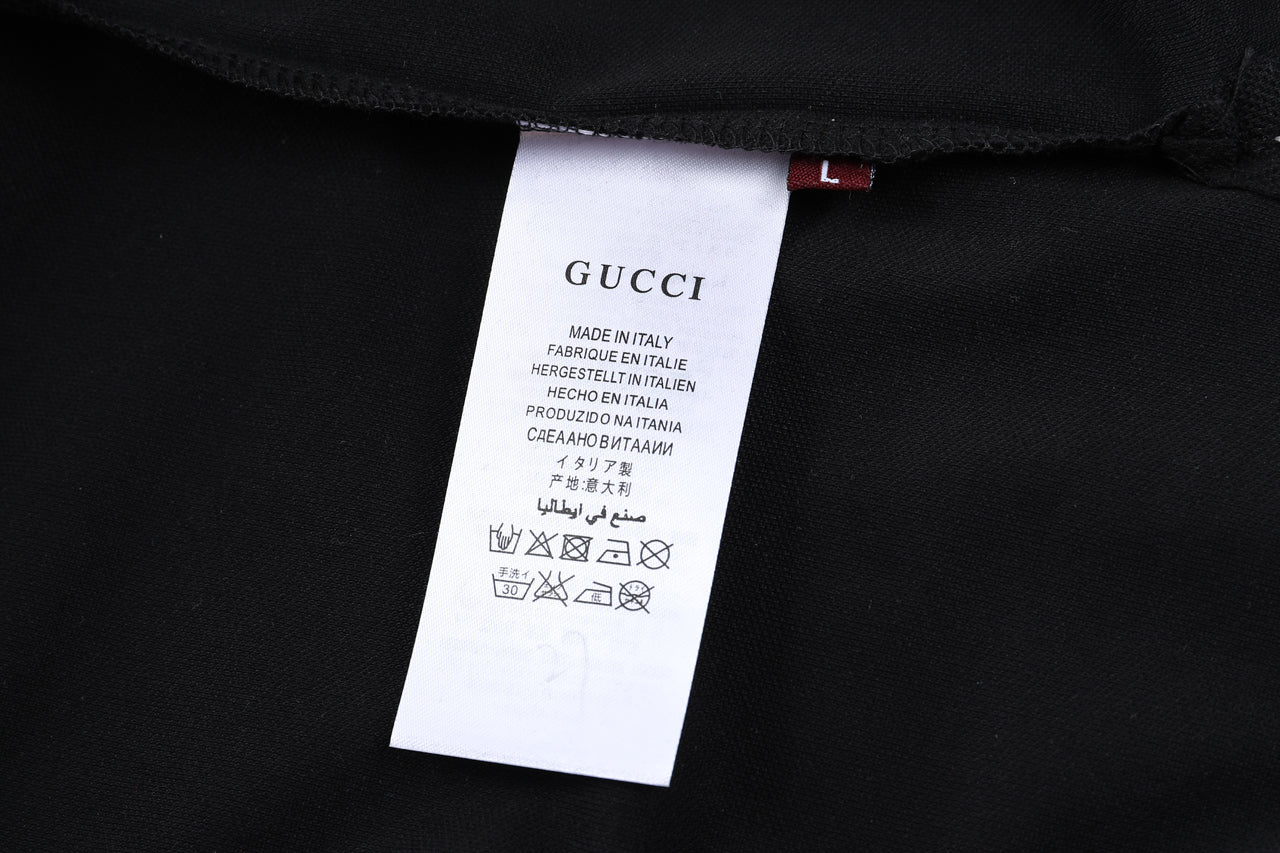 L
GUCCI
MADE IN ITALY
FABRIQUE EN ITALIE
HERGESTELLT IN ITALIEN
HECHO EN ITALIA
PRODUZIDO NA ITANIA
СДЕААНО В ИТААИИ
イタリア製
产地:意大利
صنع في ايطاليا
手洗イ
30
低